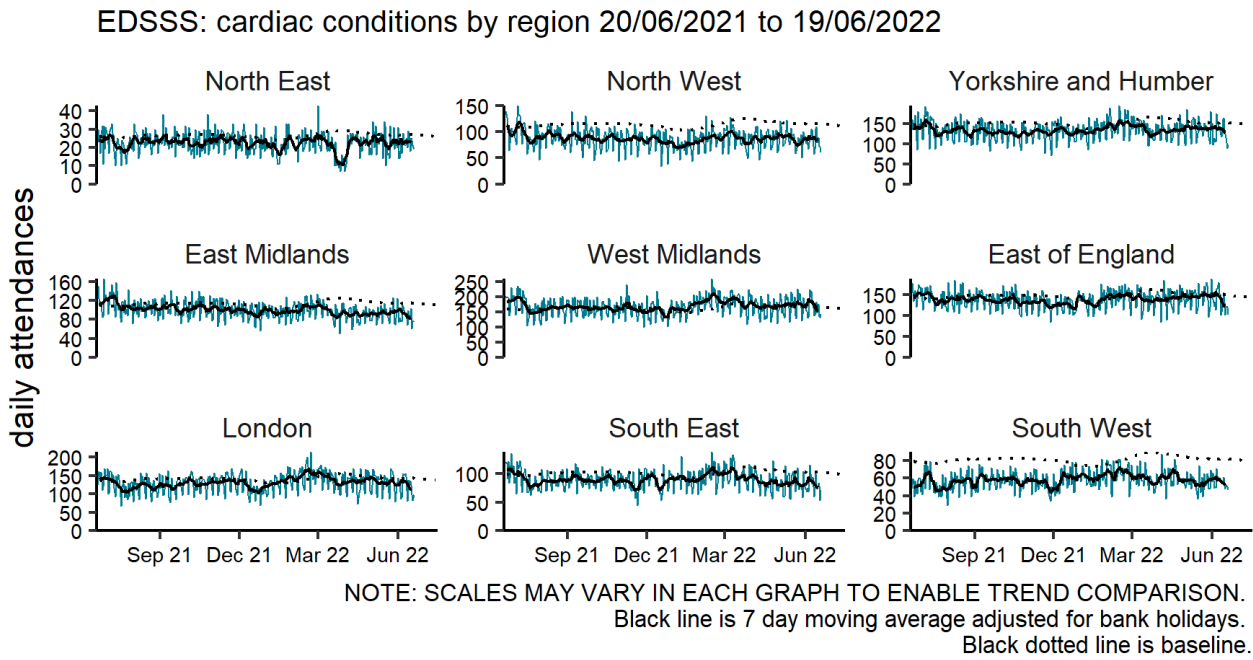 EDSSS: cardiac conditions by region 20/06/2021 to 19/06/2022
daily attendances
North East
40
30
20
10
0
North West
150
100
50
0
Yorkshire and Humber
150
100
50
0
East Midlands
160
120
80
40
0
West Midlands
250
200
150
100
50
0
East of England
150
100
50
0
London
200
150
100
50
0
Sep 21 Dec 21 Mar 22 Jun 22
South East
100
50
0
Sep 21 Dec 21 Mar 22 Jun 22
South West
80
60
40
20
0
Sep 21 Dec 21 Mar 22 Jun 22
NOTE: SCALES MAY VARY IN EACH GRAPH TO ENABLE TREND COMPARISON.
Black line is 7 day moving average adjusted for bank holidays.
Black dotted line is baseline.